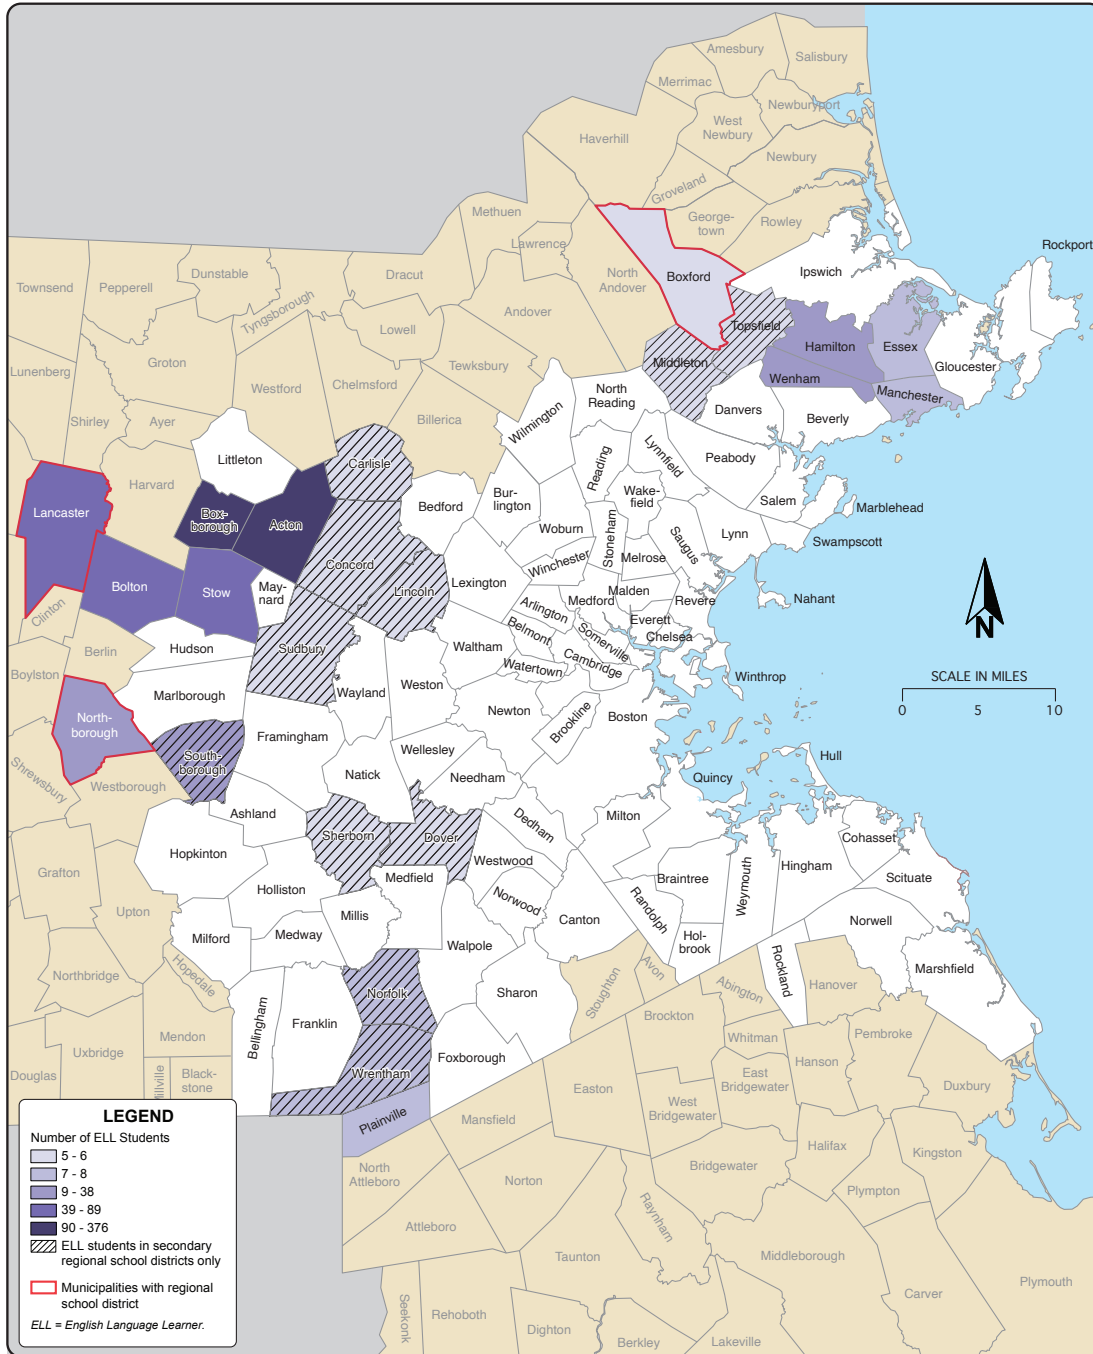 Amesbury
Salisbury
Merrimac
Newburyport
West
Newbury
Haverhill
Newbury
Groveland
Methuen
George-
town
Rowley
Lawrence
Rockport
Dunstable
Dracut
North
Andover
Boxford
Ipswich
Townsend
Pepperell
Tyngsborough
Andover
Lowell
Topsfield
Hamilton
Essex
Groton
Tewksbury
Middleton
Gloucester
Lunenberg
Westford
Chelmsford
Wenham
Manchester
North
Reading
Danvers
Beverly
Shirley
Ayer
Billerica
Wilmington
Littleton
Carlisle
Reading
Lynnfield
Peabody
Harvard
Bur-
lington
Wake-
field
Salem
Marblehead
Lancaster
Box-
borough
Acton
Bedford
Woburn
Stoneham
Saugus
Lynn
Swampscott
Concord
Winchester
Melrose
Bolton
Stow
May-
nard
Lincoln
Lexington
Malden
Medford
Revere
Nahant
Clinton
Arlington
Everett
Chelsea
N
Berlin
Hudson
Sudbury
Belmont
Somerville
Waltham
Cambridge
Watertown
Boylston
Marlborough
Wayland
Weston
Winthrop
SCALE IN MILES
0
5
10
North-
borough
Newton
Brookline
Boston
Framingham
Shrewsbury
South-
borough
Wellesley
Hull
Westborough
Natick
Needham
Quincy
Ashland
Milton
Sherborn
Dover
Dedham
Cohasset
Hopkinton
Westwood
Hingham
Grafton
Medfield
Braintree
Weymouth
Scituate
Holliston
Norwood
Randolph
Upton
Millis
Canton
Norwell
Milford
Medway
Walpole
Hol-
brook
Rockland
Marshfield
Northbridge
Hopedale
Avon
Norfolk
Sharon
Stoughton
Abington
Hanover
Bellingham
Franklin
Brockton
Mendon
Whitman
Pembroke
Uxbridge
Foxborough
Hanson
Douglas
Millville
Black-
stone
Wrentham
Easton
East
Bridgewater
Duxbury
West
Bridgewater
Plainville
Mansfield
Halifax
Kingston
North
Attleboro
Norton
Bridgewater
Plympton
Attleboro
Raynham
Taunton
Middleborough
Plymouth
Seekonk
Rehoboth
Carver
Dighton
Berkley
Lakeville
LEGEND
Number of ELL Students
5 - 6
7 - 8
9 - 38
39 - 89
90 - 376
ELL students in secondary
regional school districts only
Municipalities with regional
school district
ELL = English Language Learner.